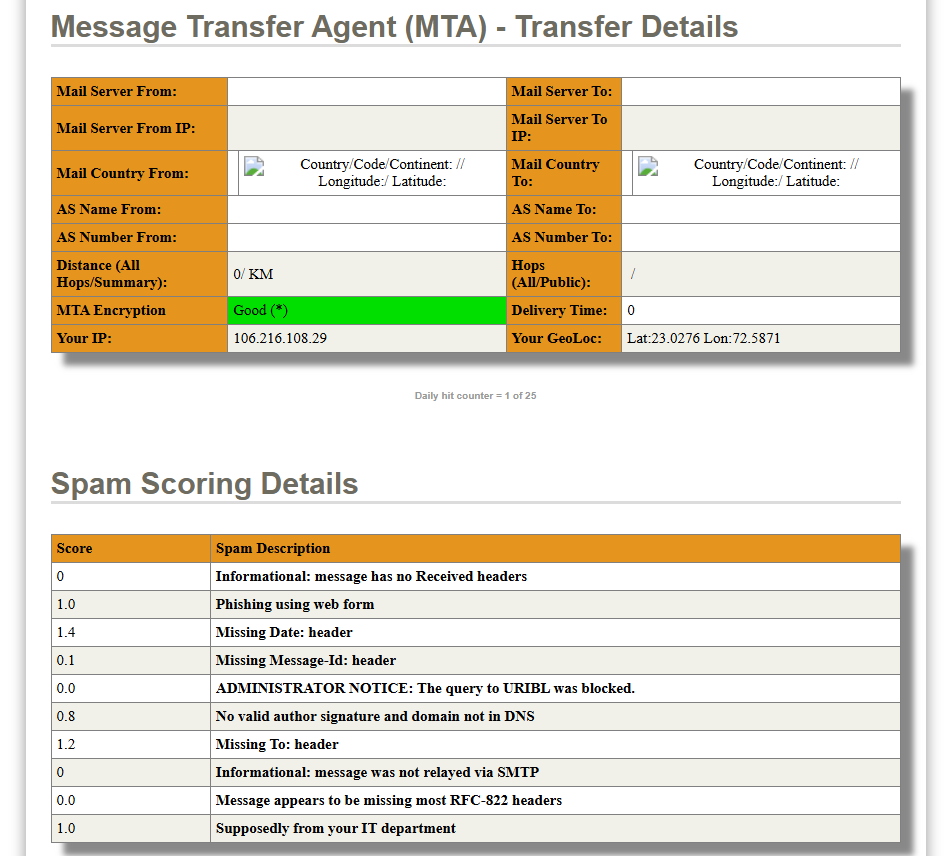 Message Transfer Agent (MTA) - Transfer Details
Mail Server From: Mail Server To:
Mail Server From IP: Mail Server To IP:
Mail Country From: Country/Code/Continent: // Longitude:/ Latitude: Mail Country To: Country/Code/Continent: // Longitude:/ Latitude:
AS Name From: AS Name To:
AS Number From: AS Number To:
Distance (All Hops/Summary): 0/ KM Hops (All/Public): /
MTA Encryption Good (*) Delivery Time: 0
Your IP: 106.216.108.29 Your GeoLoc: Lat:23.0276 Lon:72.5871
Daily hit counter = 1 of 25
Spam Scoring Details
Score Spam Description
0 Informational: message has no Received headers
1.0 Phishing using web form
1.4 Missing Date: header
0.1 Missing Message-Id: header
0.0 ADMINISTRATOR NOTICE: The query to URIBL was blocked.
0.8 No valid author signature and domain not in DNS
1.2 Missing To: header
0 Informational: message was not relayed via SMTP
0.0 Message appears to be missing most RFC-822 headers
1.0 Supposedly from your IT department